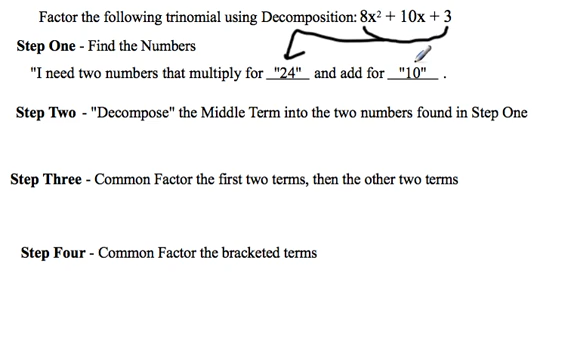 Factor the following trinomial using Decomposition: 8x² + 10x + 3
Step One - Find the Numbers
"I need two numbers that multiply for _"24"_ and add for _"10"_ .
Step Two - "Decompose" the Middle Term into the two numbers found in Step One
Step Three - Common Factor the first two terms, then the other two terms
Step Four - Common Factor the bracketed terms